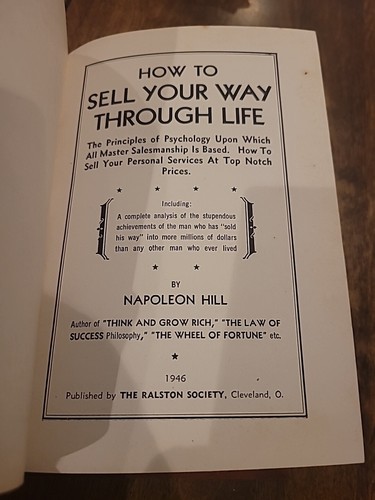 HOW TO
SELL YOUR WAY
THROUGH LIFE
The Principles of Psychology Upon Which
All Master Salesmanship Is Based. How To
Sell Your Personal Services At Top Notch
Prices.
Including:
A complete analysis of the stupendous
achievements of the man who has "sold
his way" into more millions of dollars
than any other man who ever lived
BY
NAPOLEON HILL
Author of "THINK AND GROW RICH," "THE LAW OF
SUCCESS Philosophy," "THE WHEEL OF FORTUNE" etc.
1946
Published by THE RALSTON SOCIETY, Cleveland, O.